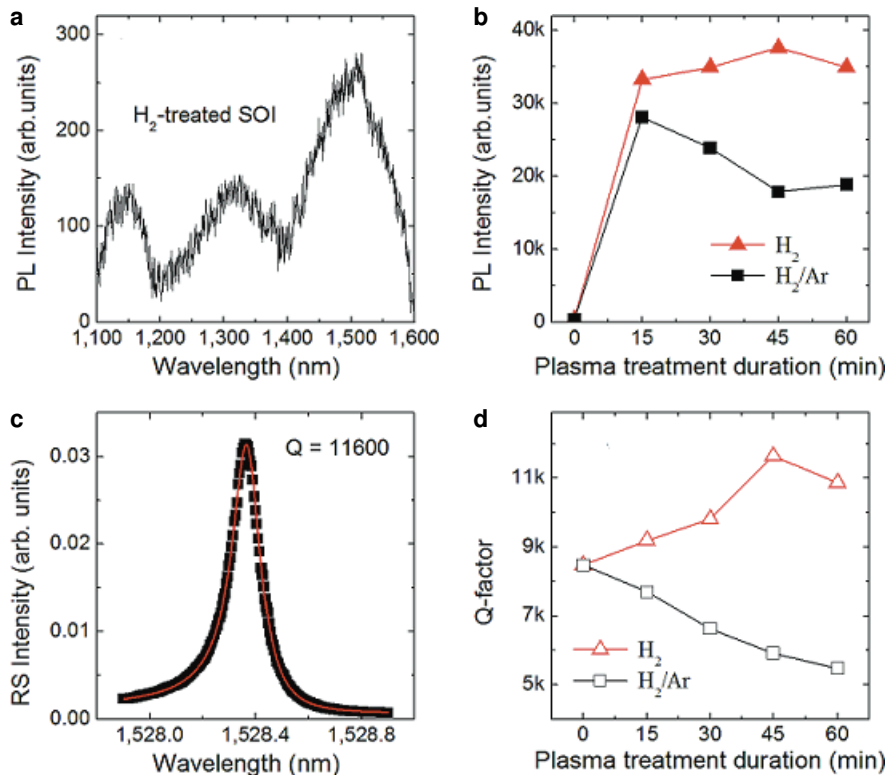 a
300
200
100
0
PL Intensity (arb.units)
H₂-treated SOI
1,100 1,200 1,300 1,400 1,500 1,600
Wavelength (nm)
b
40k
30k
20k
10k
0
PL Intensity (arb. units)
H₂
H₂/Ar
0 15 30 45 60
Plasma treatment duration (min)
c
0.03
0.02
0.01
0.00
RS Intensity (arb. units)
Q = 11600
1,528.0 1,528.4 1,528.8
Wavelength (nm)
d
11k
9k
7k
5k
Q-factor
H₂
H₂/Ar
0 15 30 45 60
Plasma treatment duration (min)